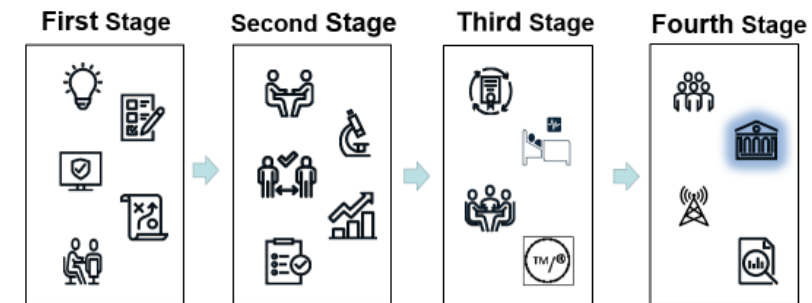 First Stage
Second Stage
Third Stage
Fourth Stage
TM/®